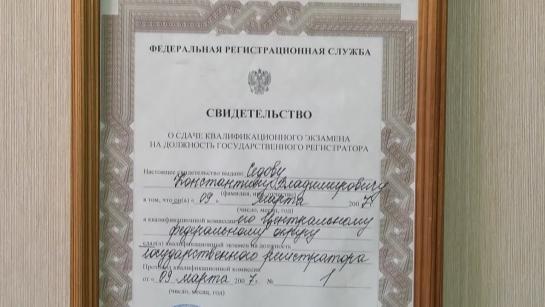 ФЕДЕРАЛЬНАЯ РЕГИСТРАЦИОННАЯ СЛУЖБА
СВИДЕТЕЛЬСТВО
О СДАЧЕ КВАЛИФИКАЦИОННОГО ЭКЗАМЕНА
НА ДОЛЖНОСТЬ ГОСУДАРСТВЕННОГО РЕГИСТРАТОРА
Настоящее свидетельство выдано Седову
Константину Владимировичу
(фамилия, имя, отчество)
в том, что он(а) «09» марта 2007
(число, месяц, год)
в квалификационной комиссии по Центральному
федеральному округу
сдал(а) квалификационный экзамен на должность
государственного регистратора
Протокол квалификационной комиссии
от «09» марта 2007 г. № 1
(число, месяц, год)